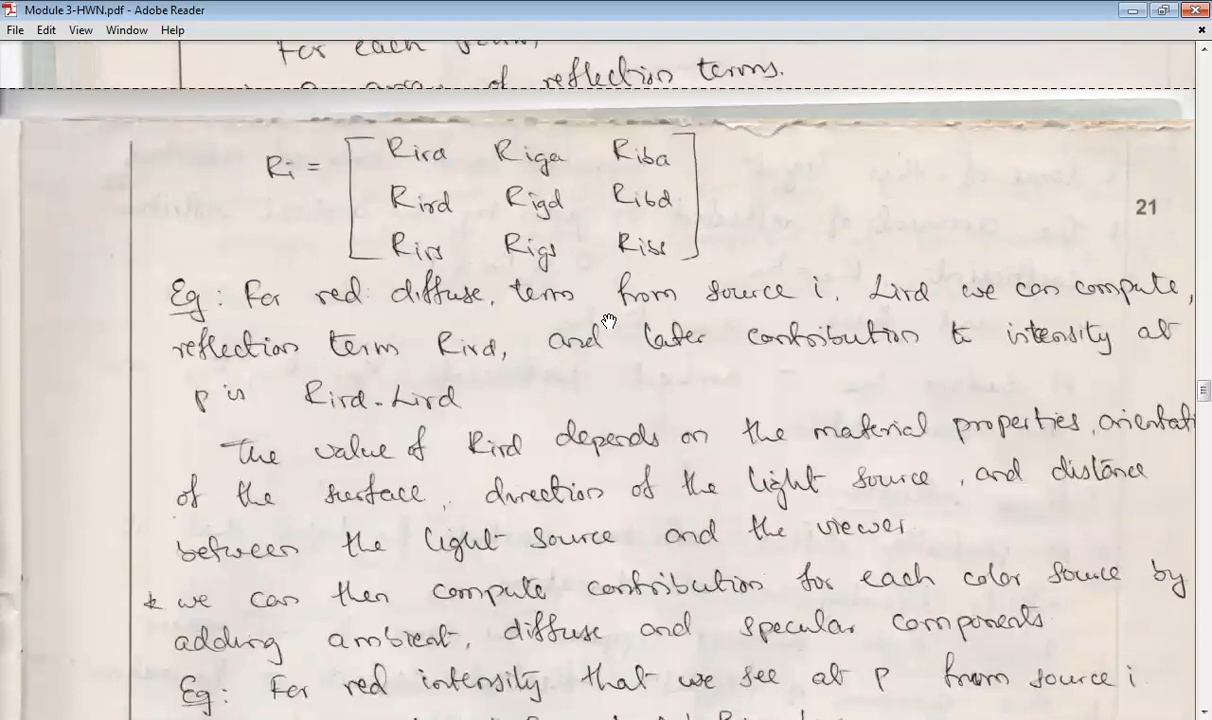 Module 3-HWN.pdf - Adobe Reader
File Edit View Window Help
For each
of reflection terms.
Ri = Rira Riga Riba
Rird Rigd Ribd
Rirs Rigs Ribs
21
Eg: For red diffuse, term from source i, Lird we can compute,
reflection term Rird, and later contribution to intensity at
p is Rird.Lird
The value of Rird depends on the material properties, orientati
of the surface, direction of the light source, and distance
between the light source and the viewer.
* we can then compute contribution for each color source by
adding ambient, diffuse and specular components.
Eg: For red intensity that we see at p from source i